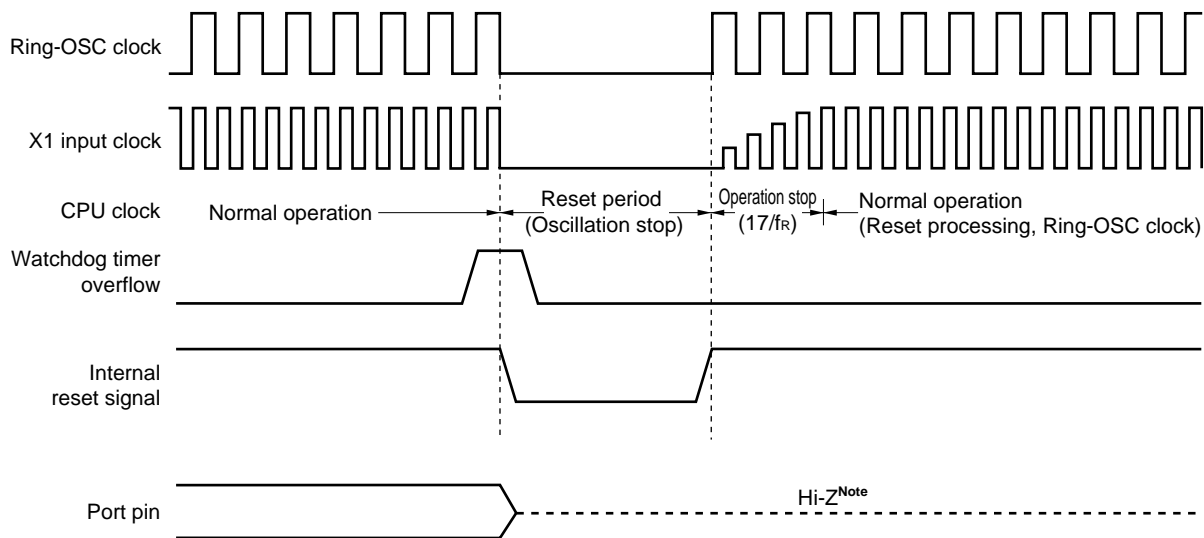 Ring-OSC clock
X1 input clock
CPU clock
Normal operation
Reset period
(Oscillation stop)
Operation stop
(17/fR)
Normal operation
(Reset processing, Ring-OSC clock)
Watchdog timer
overflow
Internal
reset signal
Port pin
Hi-ZNote